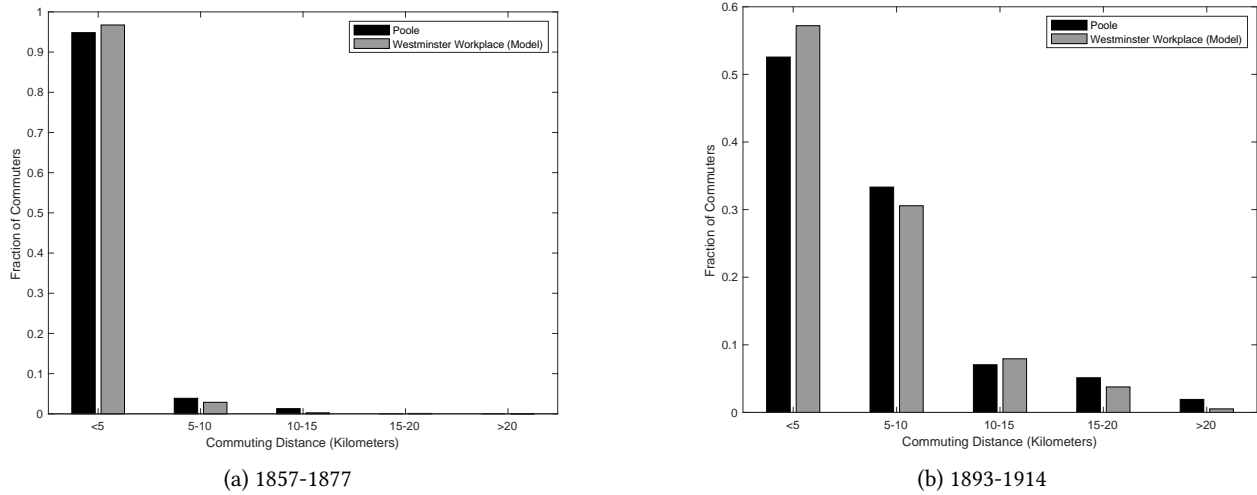 Poole
Westminster Workplace (Model)
1
0.9
0.8
0.7
0.6
0.5
0.4
0.3
0.2
0.1
0
Fraction of Commuters
<5
5-10
10-15
15-20
>20
Commuting Distance (Kilometers)
(a) 1857-1877
Poole
Westminster Workplace (Model)
0.6
0.5
0.4
0.3
0.2
0.1
0
Fraction of Commuters
<5
5-10
10-15
15-20
>20
Commuting Distance (Kilometers)
(b) 1893-1914